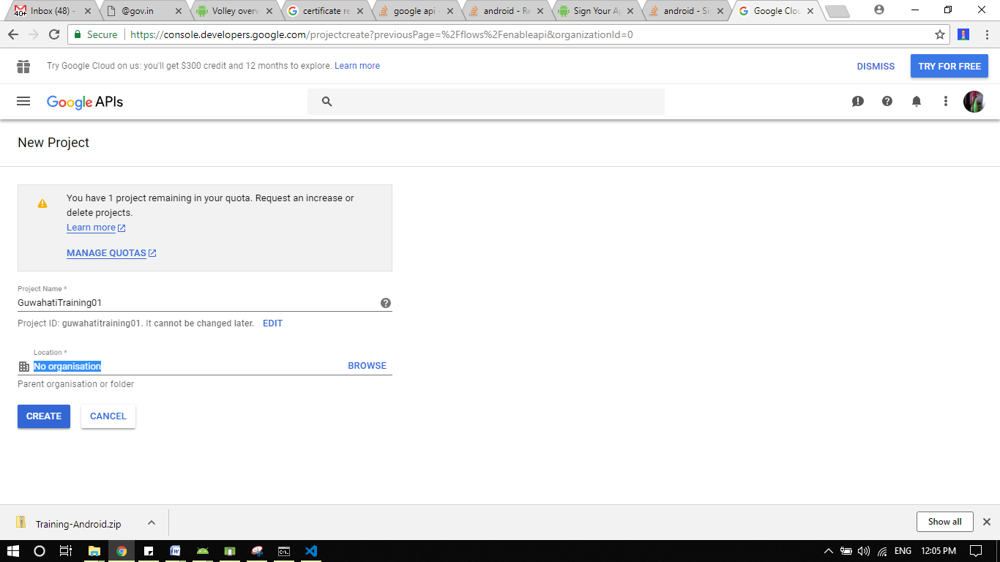 40+
Inbox (48) -
@gov.in
Volley overv
certificate re
google api -
android - Re
Sign Your Ap
android - Si
Google Clou
Secure
https://console.developers.google.com/projectcreate?previousPage=%2Fflows%2Fenableapi&organizationId=0
Try Google Cloud on us: you'll get $300 credit and 12 months to explore. Learn more
DISMISS
TRY FOR FREE
Google APIs
New Project
You have 1 project remaining in your quota. Request an increase or
delete projects.
Learn more
MANAGE QUOTAS
Project Name *
GuwahatiTraining01
Project ID: guwahatitraining01. It cannot be changed later. EDIT
Location *
No organisation
BROWSE
Parent organisation or folder
CREATE
CANCEL
Training-Android.zip
Show all
ENG
12:05 PM